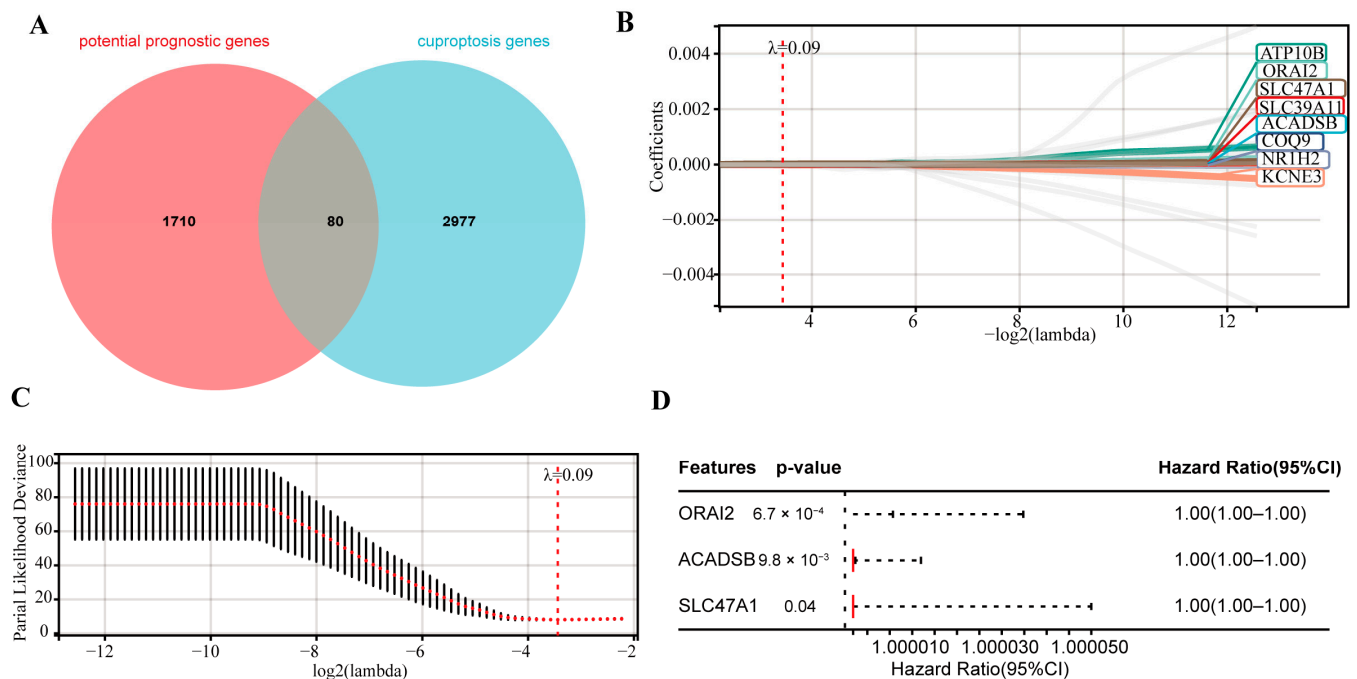 A
potential prognostic genes
cuproptosis genes
1710
80
2977
B
λ=0.09
0.004
0.002
0.000
−0.002
−0.004
Coefficients
ATP10B
ORAI2
SLC47A1
SLC39A11
ACADSB
COQ9
NR1H2
KCNE3
4
6
8
10
12
−log2(lambda)
C
Parial Likelihood Deviance
100
80
60
40
20
0
λ=0.09
−12
−10
−8
−6
−4
−2
log2(lambda)
D
Features p-value Hazard Ratio(95%CI)
ORAI2 6.7 × 10⁻⁴ 1.00(1.00–1.00)
ACADSB 9.8 × 10⁻³ 1.00(1.00–1.00)
SLC47A1 0.04 1.00(1.00–1.00)
1.000010 1.000030 1.000050
Hazard Ratio(95%CI)